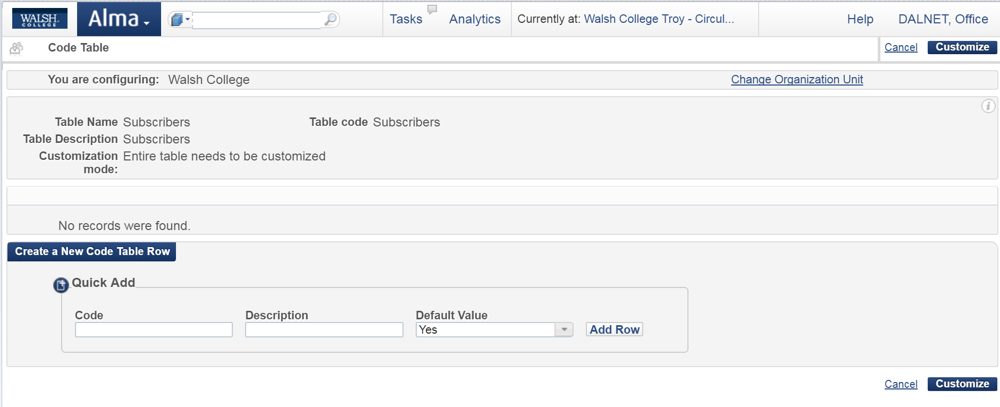 WALSH
COLLEGE
Alma
Tasks
Analytics
Currently at: Walsh College Troy - Circul...
Help
DALNET, Office
Code Table
Cancel
Customize
You are configuring: Walsh College
Change Organization Unit
Table Name Subscribers
Table code Subscribers
Table Description Subscribers
Customization Entire table needs to be customized
mode:
No records were found.
Create a New Code Table Row
Quick Add
Code
Description
Default Value
Yes
Add Row
Cancel
Customize